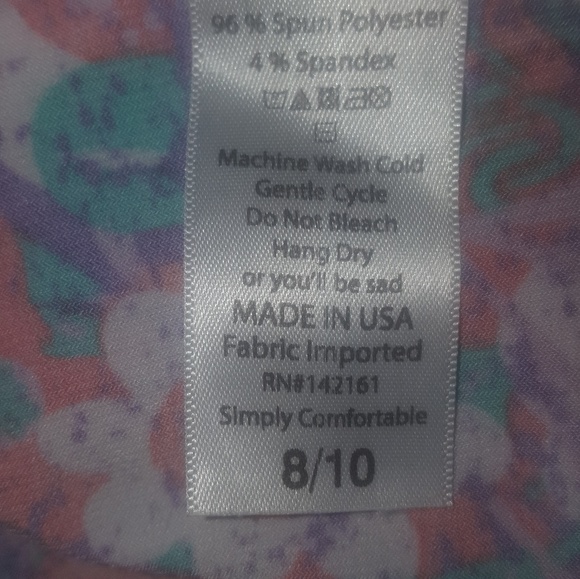 96 % Spun Polyester
4 % Spandex
Machine Wash Cold
Gentle Cycle
Do Not Bleach
Hang Dry
or you'll be sad
MADE IN USA
Fabric Imported
RN#142161
Simply Comfortable
8/10